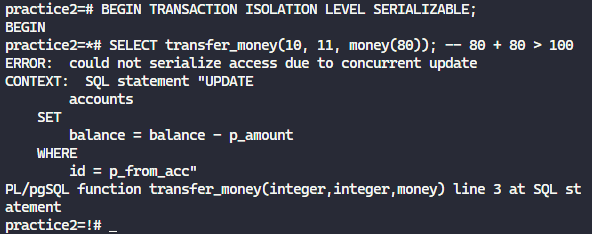 practice2=# BEGIN TRANSACTION ISOLATION LEVEL SERIALIZABLE;
BEGIN
practice2=*# SELECT transfer_money(10, 11, money(80)); -- 80 + 80 > 100
ERROR:  could not serialize access due to concurrent update
CONTEXT:  SQL statement "UPDATE
        accounts
    SET
        balance = balance - p_amount
    WHERE
        id = p_from_acc"
PL/pgSQL function transfer_money(integer,integer,money) line 3 at SQL st
atement
practice2=!# _